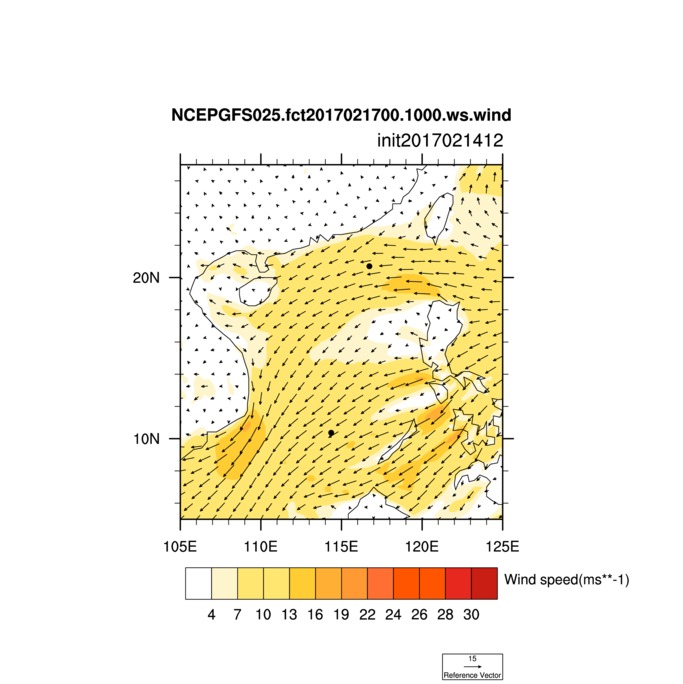 NCEPGFS025.fct2017021700.1000.ws.wind
init2017021412
20N
10N
105E 110E 115E 120E 125E
Wind speed(ms**-1)
4 7 10 13 16 19 22 24 26 28 30
15
Reference Vector